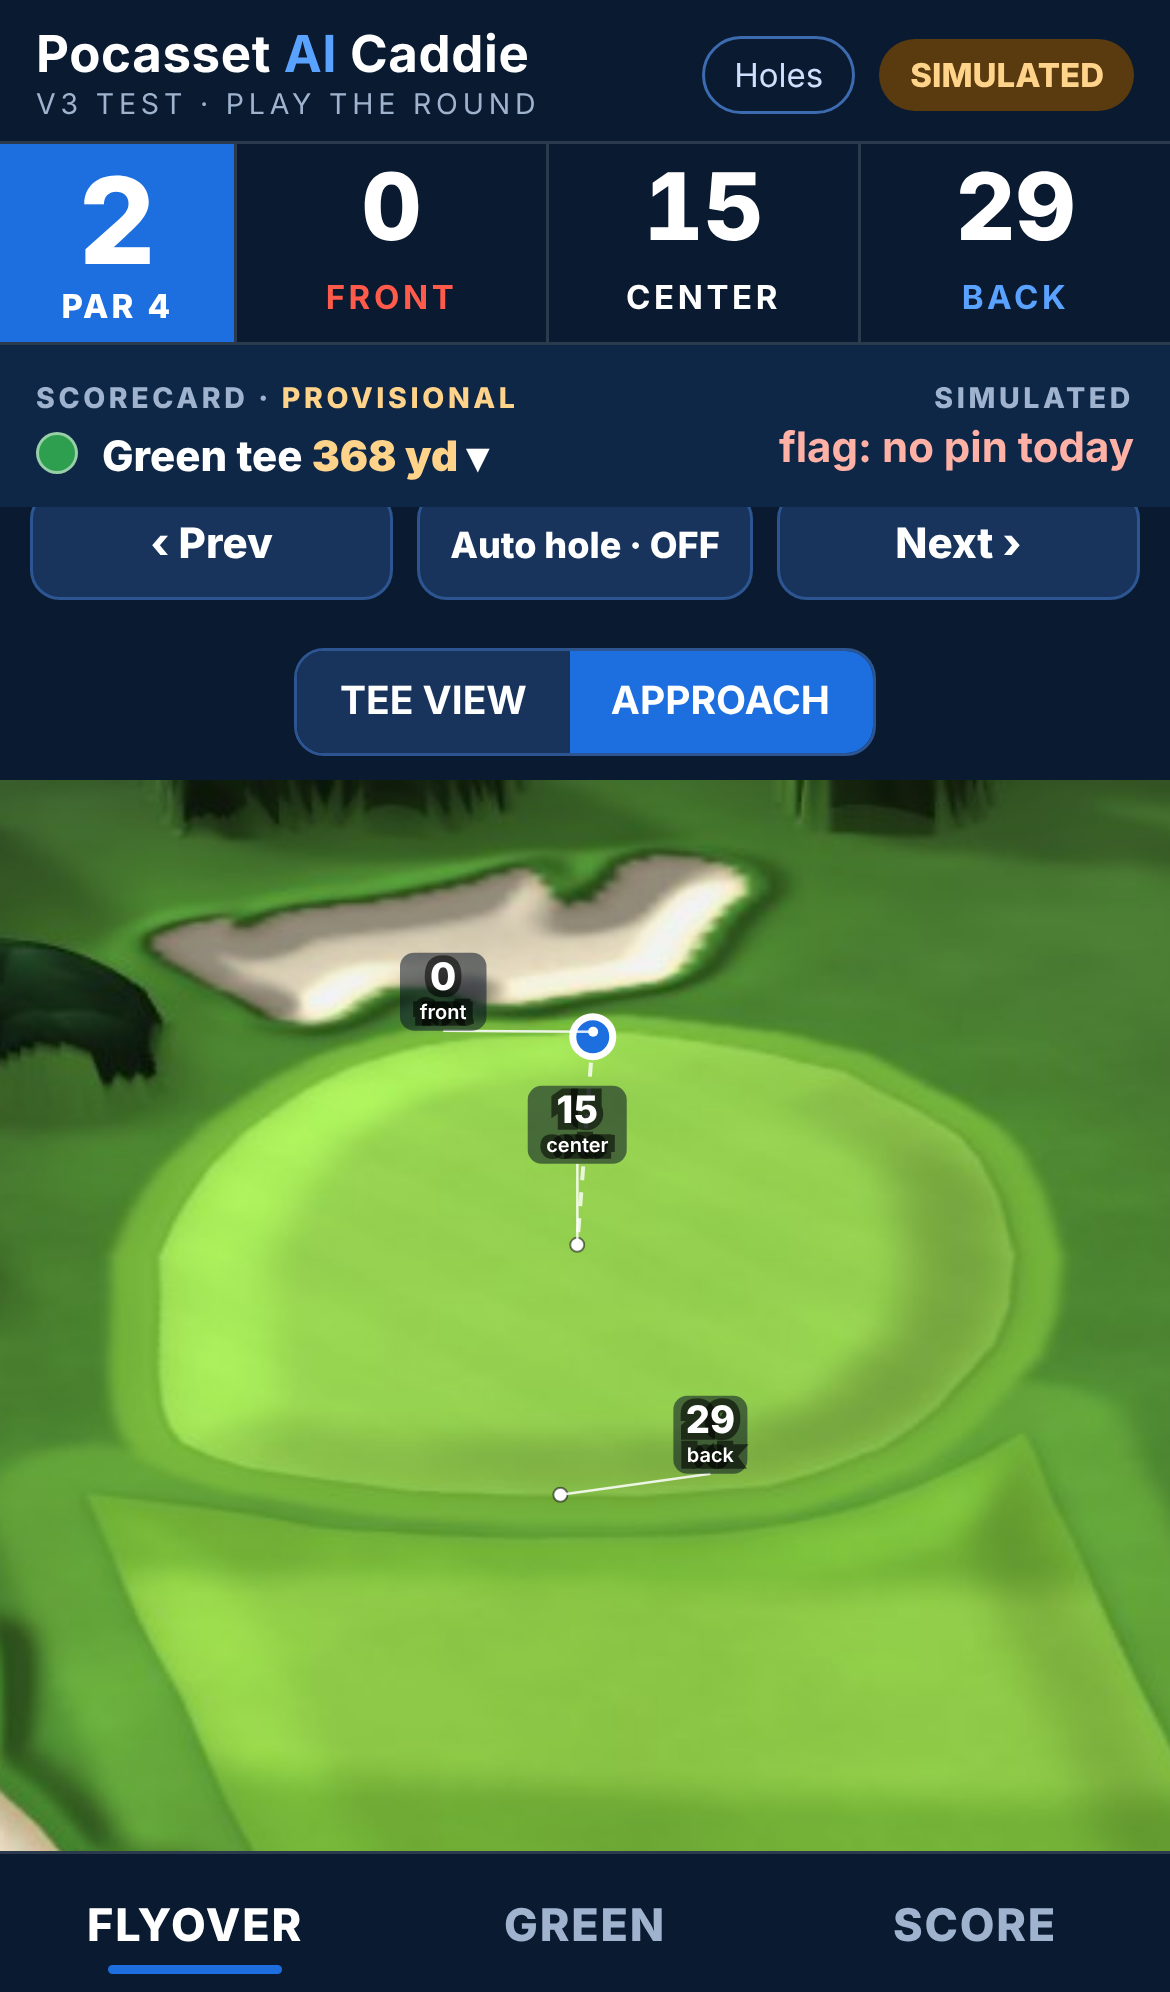 Pocasset AI Caddie
V3 TEST · PLAY THE ROUND
Holes
SIMULATED
2
PAR 4
0
FRONT
15
CENTER
29
BACK
SCORECARD · PROVISIONAL
Green tee 368 yd ▾
SIMULATED
flag: no pin today
‹ Prev
Auto hole · OFF
Next ›
TEE VIEW
APPROACH
0
front
15
center
29
back
FLYOVER
GREEN
SCORE